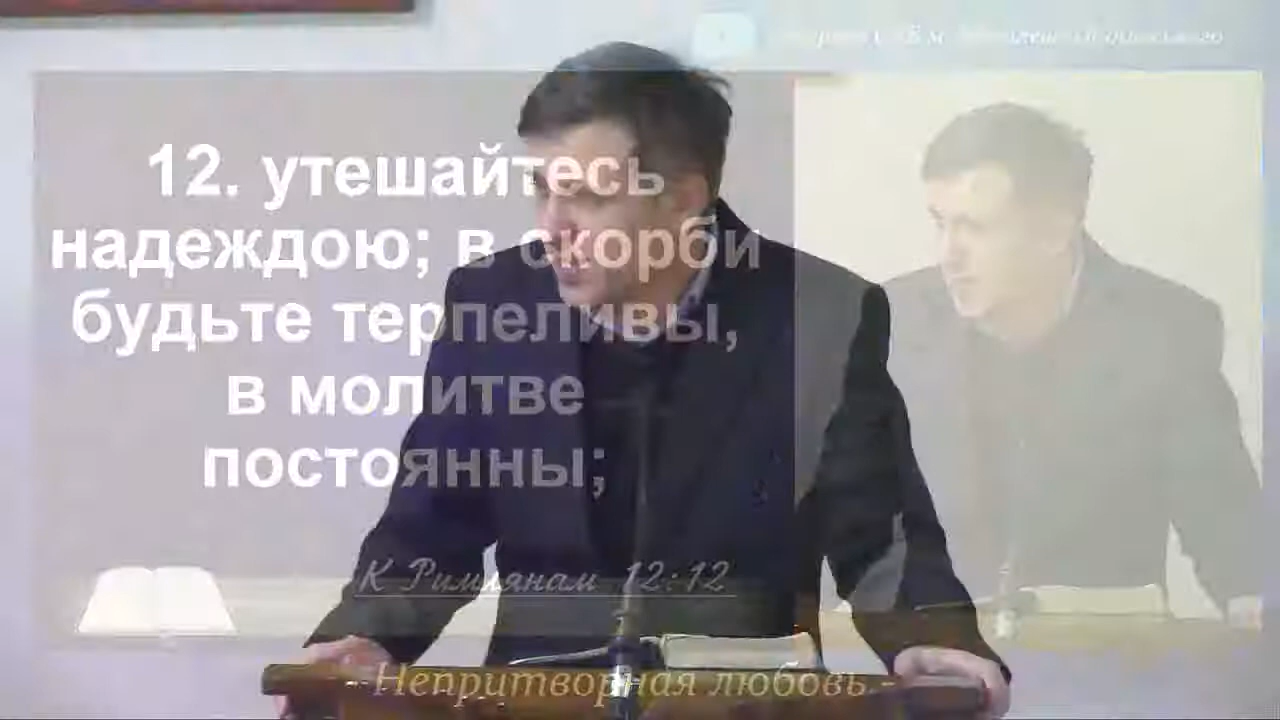 12. утешайтесь
надеждою; в скорби
будьте терпеливы,
в молитве
постоянны;
К Римлянам 12:12
- Непритворная любовь -